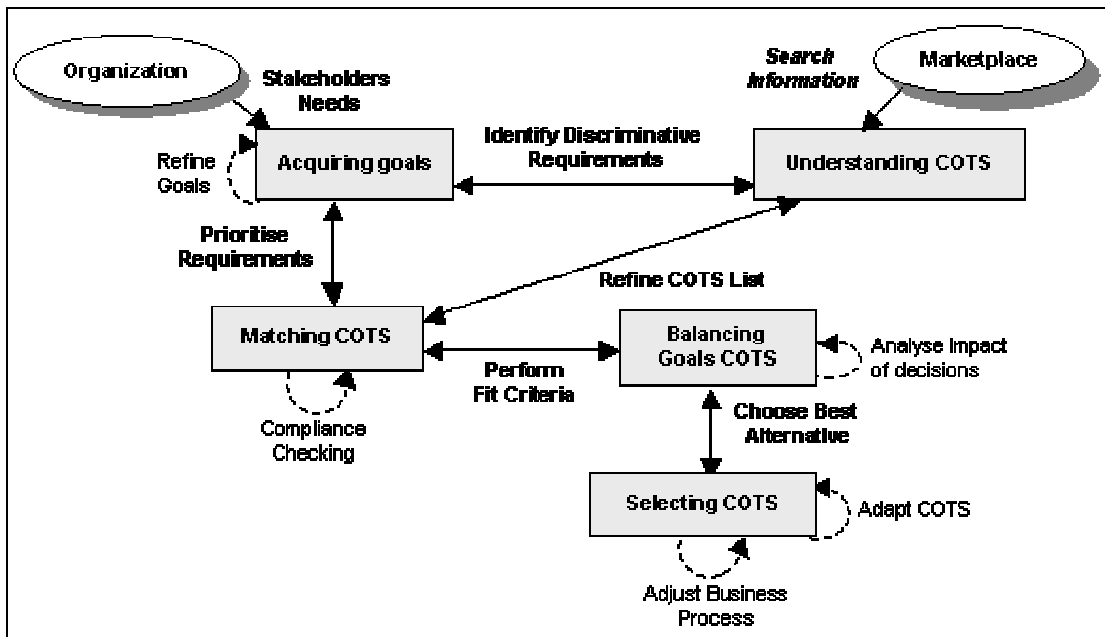 Organization
Stakeholders
Needs
Search
Information
Marketplace
Refine
Goals
Acquiring goals
Identify Discriminative
Requirements
Understanding COTS
Prioritise
Requirements
Refine COTS List
Matching COTS
Perform
Fit Criteria
Balancing
Goals COTS
Analyse Impact
of decisions
Compliance
Checking
Choose Best
Alternative
Selecting COTS
Adapt COTS
Adjust Business
Process